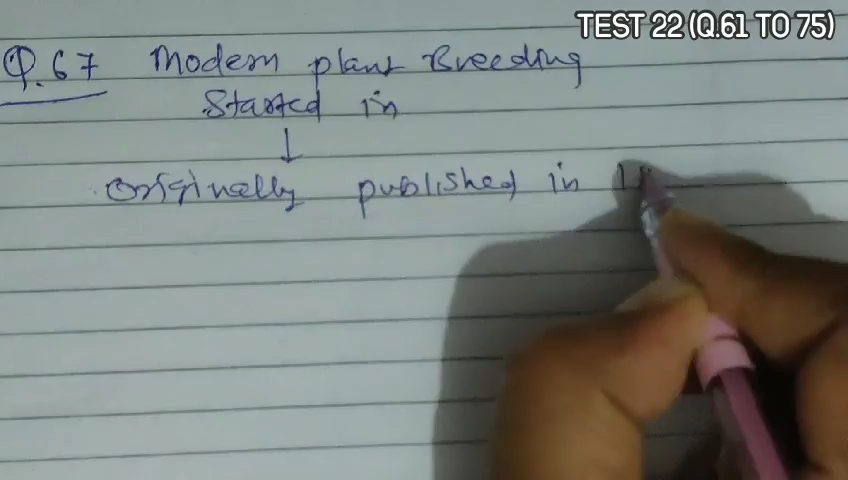 TEST 22 (Q.61 TO 75)
Q.67 Modern plant Breeding
Started in
↓
Originally published in